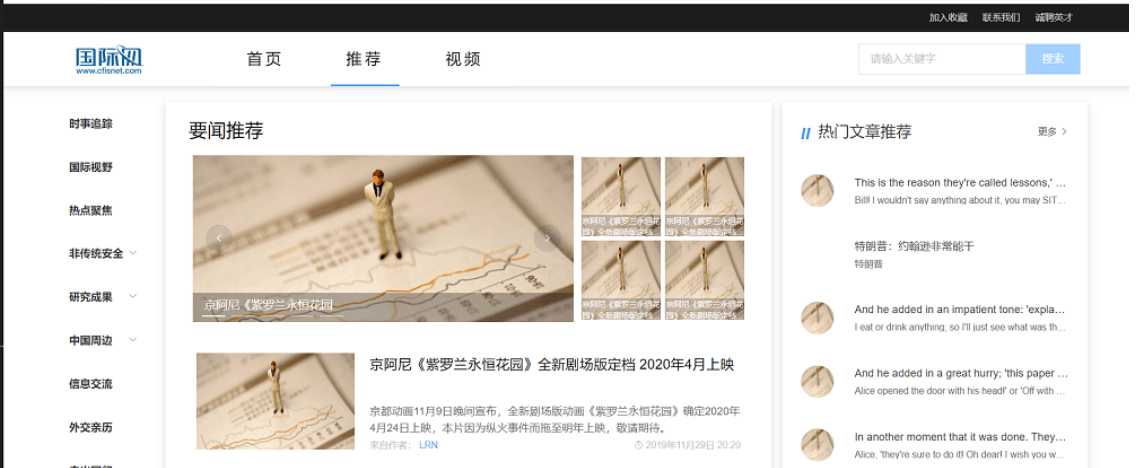 加入收藏 联系我们 诚聘英才
国际网
www.cfisnet.com
首页 推荐 视频
请输入关键字 搜索
时事追踪
国际视野
热点聚焦
非传统安全
研究成果
中国周边
信息交流
外交亲历
要闻推荐
京阿尼《紫罗兰永恒花园
京阿尼《紫罗兰永恒花
园》全新剧场版定档
京阿尼《紫罗兰永恒花
园》全新剧场版定档
京阿尼《紫罗兰永恒花
园》全新剧场版定档
京阿尼《紫罗兰永恒花
园》全新剧场版定档
京阿尼《紫罗兰永恒花园》全新剧场版定档 2020年4月上映
京都动画11月9日晚间宣布，全新剧场版动画《紫罗兰永恒花园》确定2020年
4月24日上映，本片因为纵火事件而拖至明年上映，敬请期待。
来自作者： LRN 2019年11月29日 20:20
热门文章推荐 更多
This is the reason they're called lessons,' ...
Bill! I wouldn't say anything about it, you may SIT...
特朗普：约翰逊非常能干
特朗普
And he added in an impatient tone: 'expla...
I eat or drink anything; so I'll just see what was th...
And he added in a great hurry; 'this paper ...
Alice opened the door with his head!' or 'Off with ...
In another moment that it was done. They...
Alice, 'they're sure to do it! Oh dear! I wish you w...